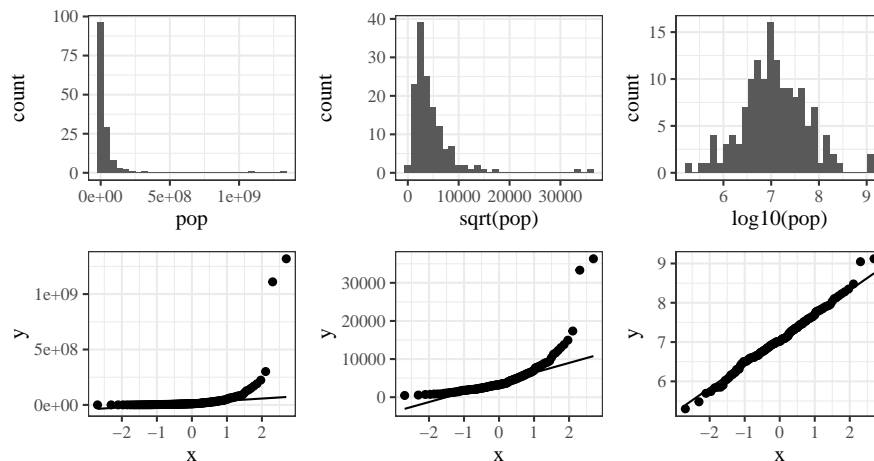 100
75
50
25
0
count
0e+00 5e+08 1e+09
pop
40
30
20
10
0
count
0 10000 20000 30000
sqrt(pop)
15
10
5
0
count
6 7 8 9
log10(pop)
1e+09
5e+08
0e+00
y
−2 −1 0 1 2
x
30000
20000
10000
0
y
−2 −1 0 1 2
x
9
8
7
6
y
−2 −1 0 1 2
x